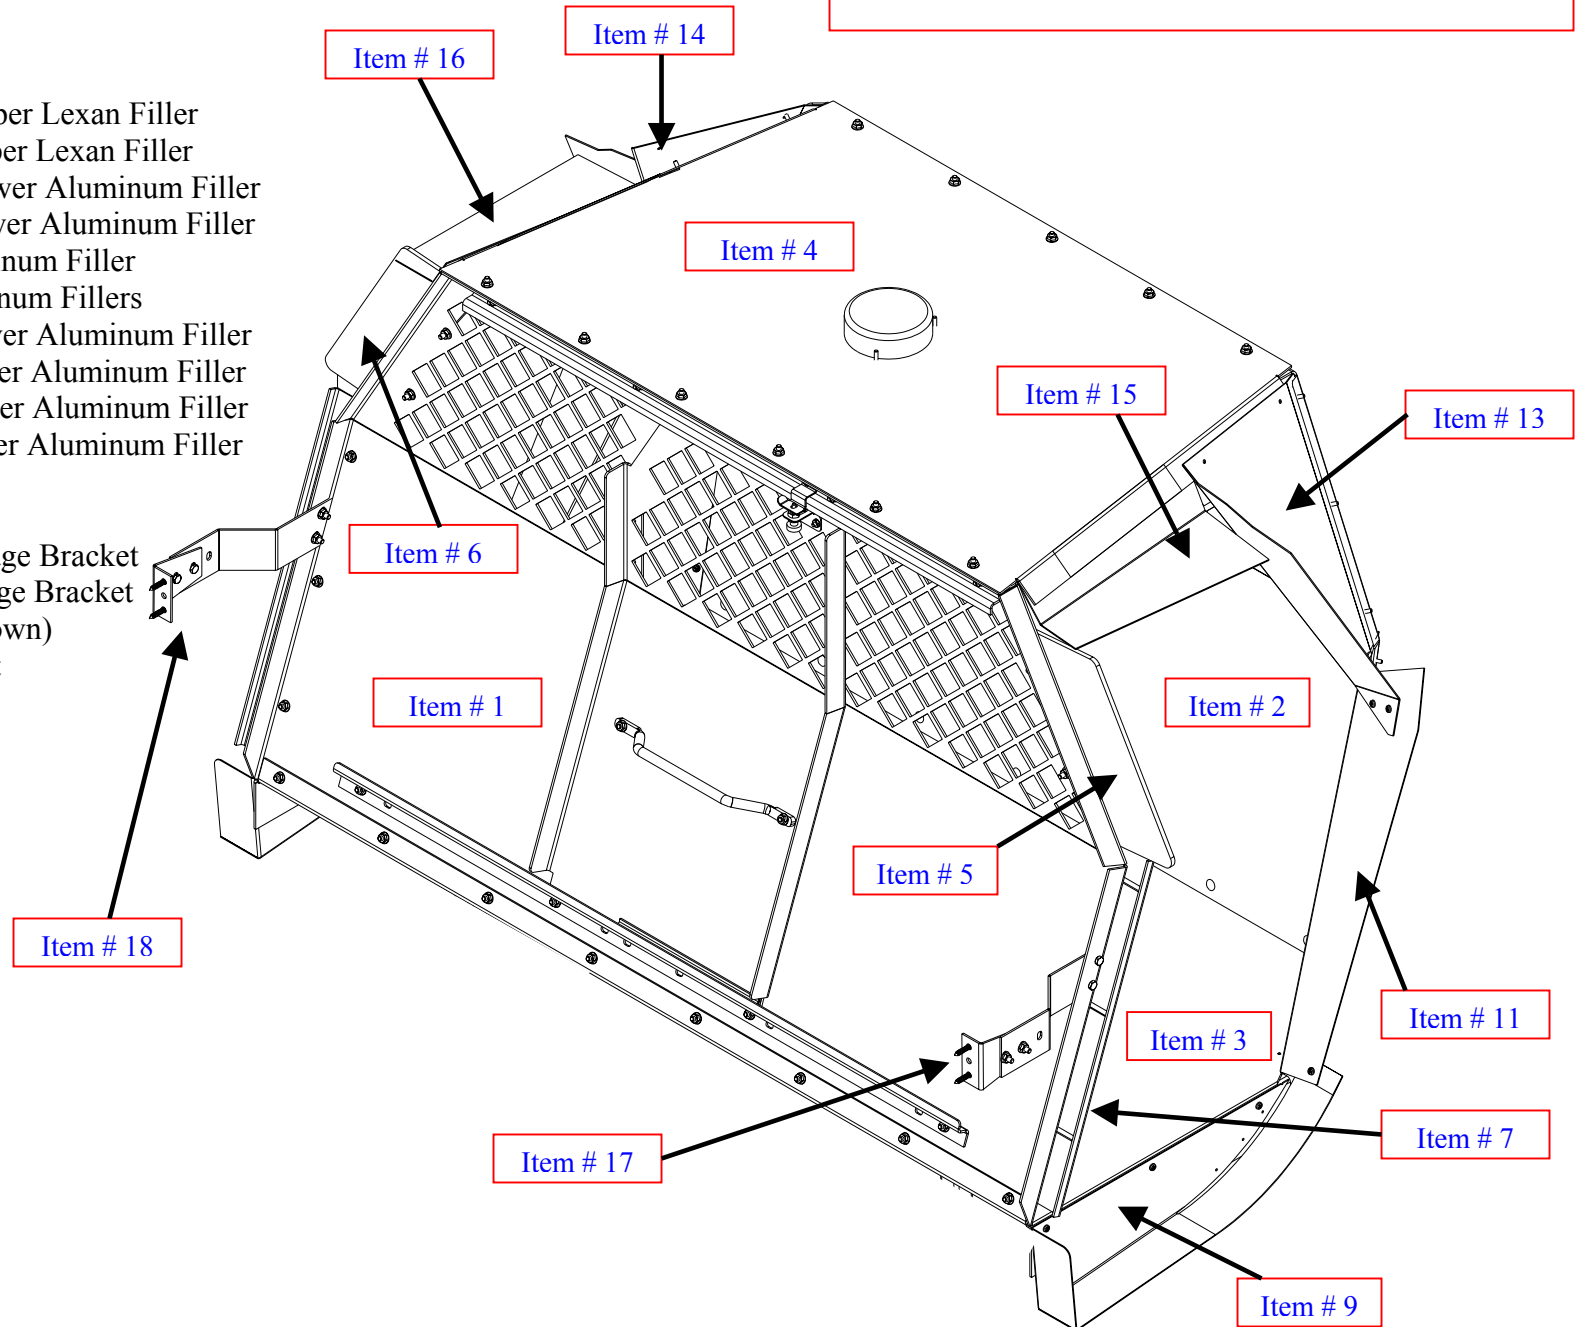 Item # 14
Item # 16
per Lexan Filler
per Lexan Filler
wer Aluminum Filler
wer Aluminum Filler
num Filler
num Fillers
ver Aluminum Filler
er Aluminum Filler
er Aluminum Filler
er Aluminum Filler
Item # 4
Item # 15
Item # 13
Item # 6
ge Bracket
ge Bracket
own)
Item # 1
Item # 2
Item # 5
Item # 18
Item # 11
Item # 3
Item # 7
Item # 17
Item # 9